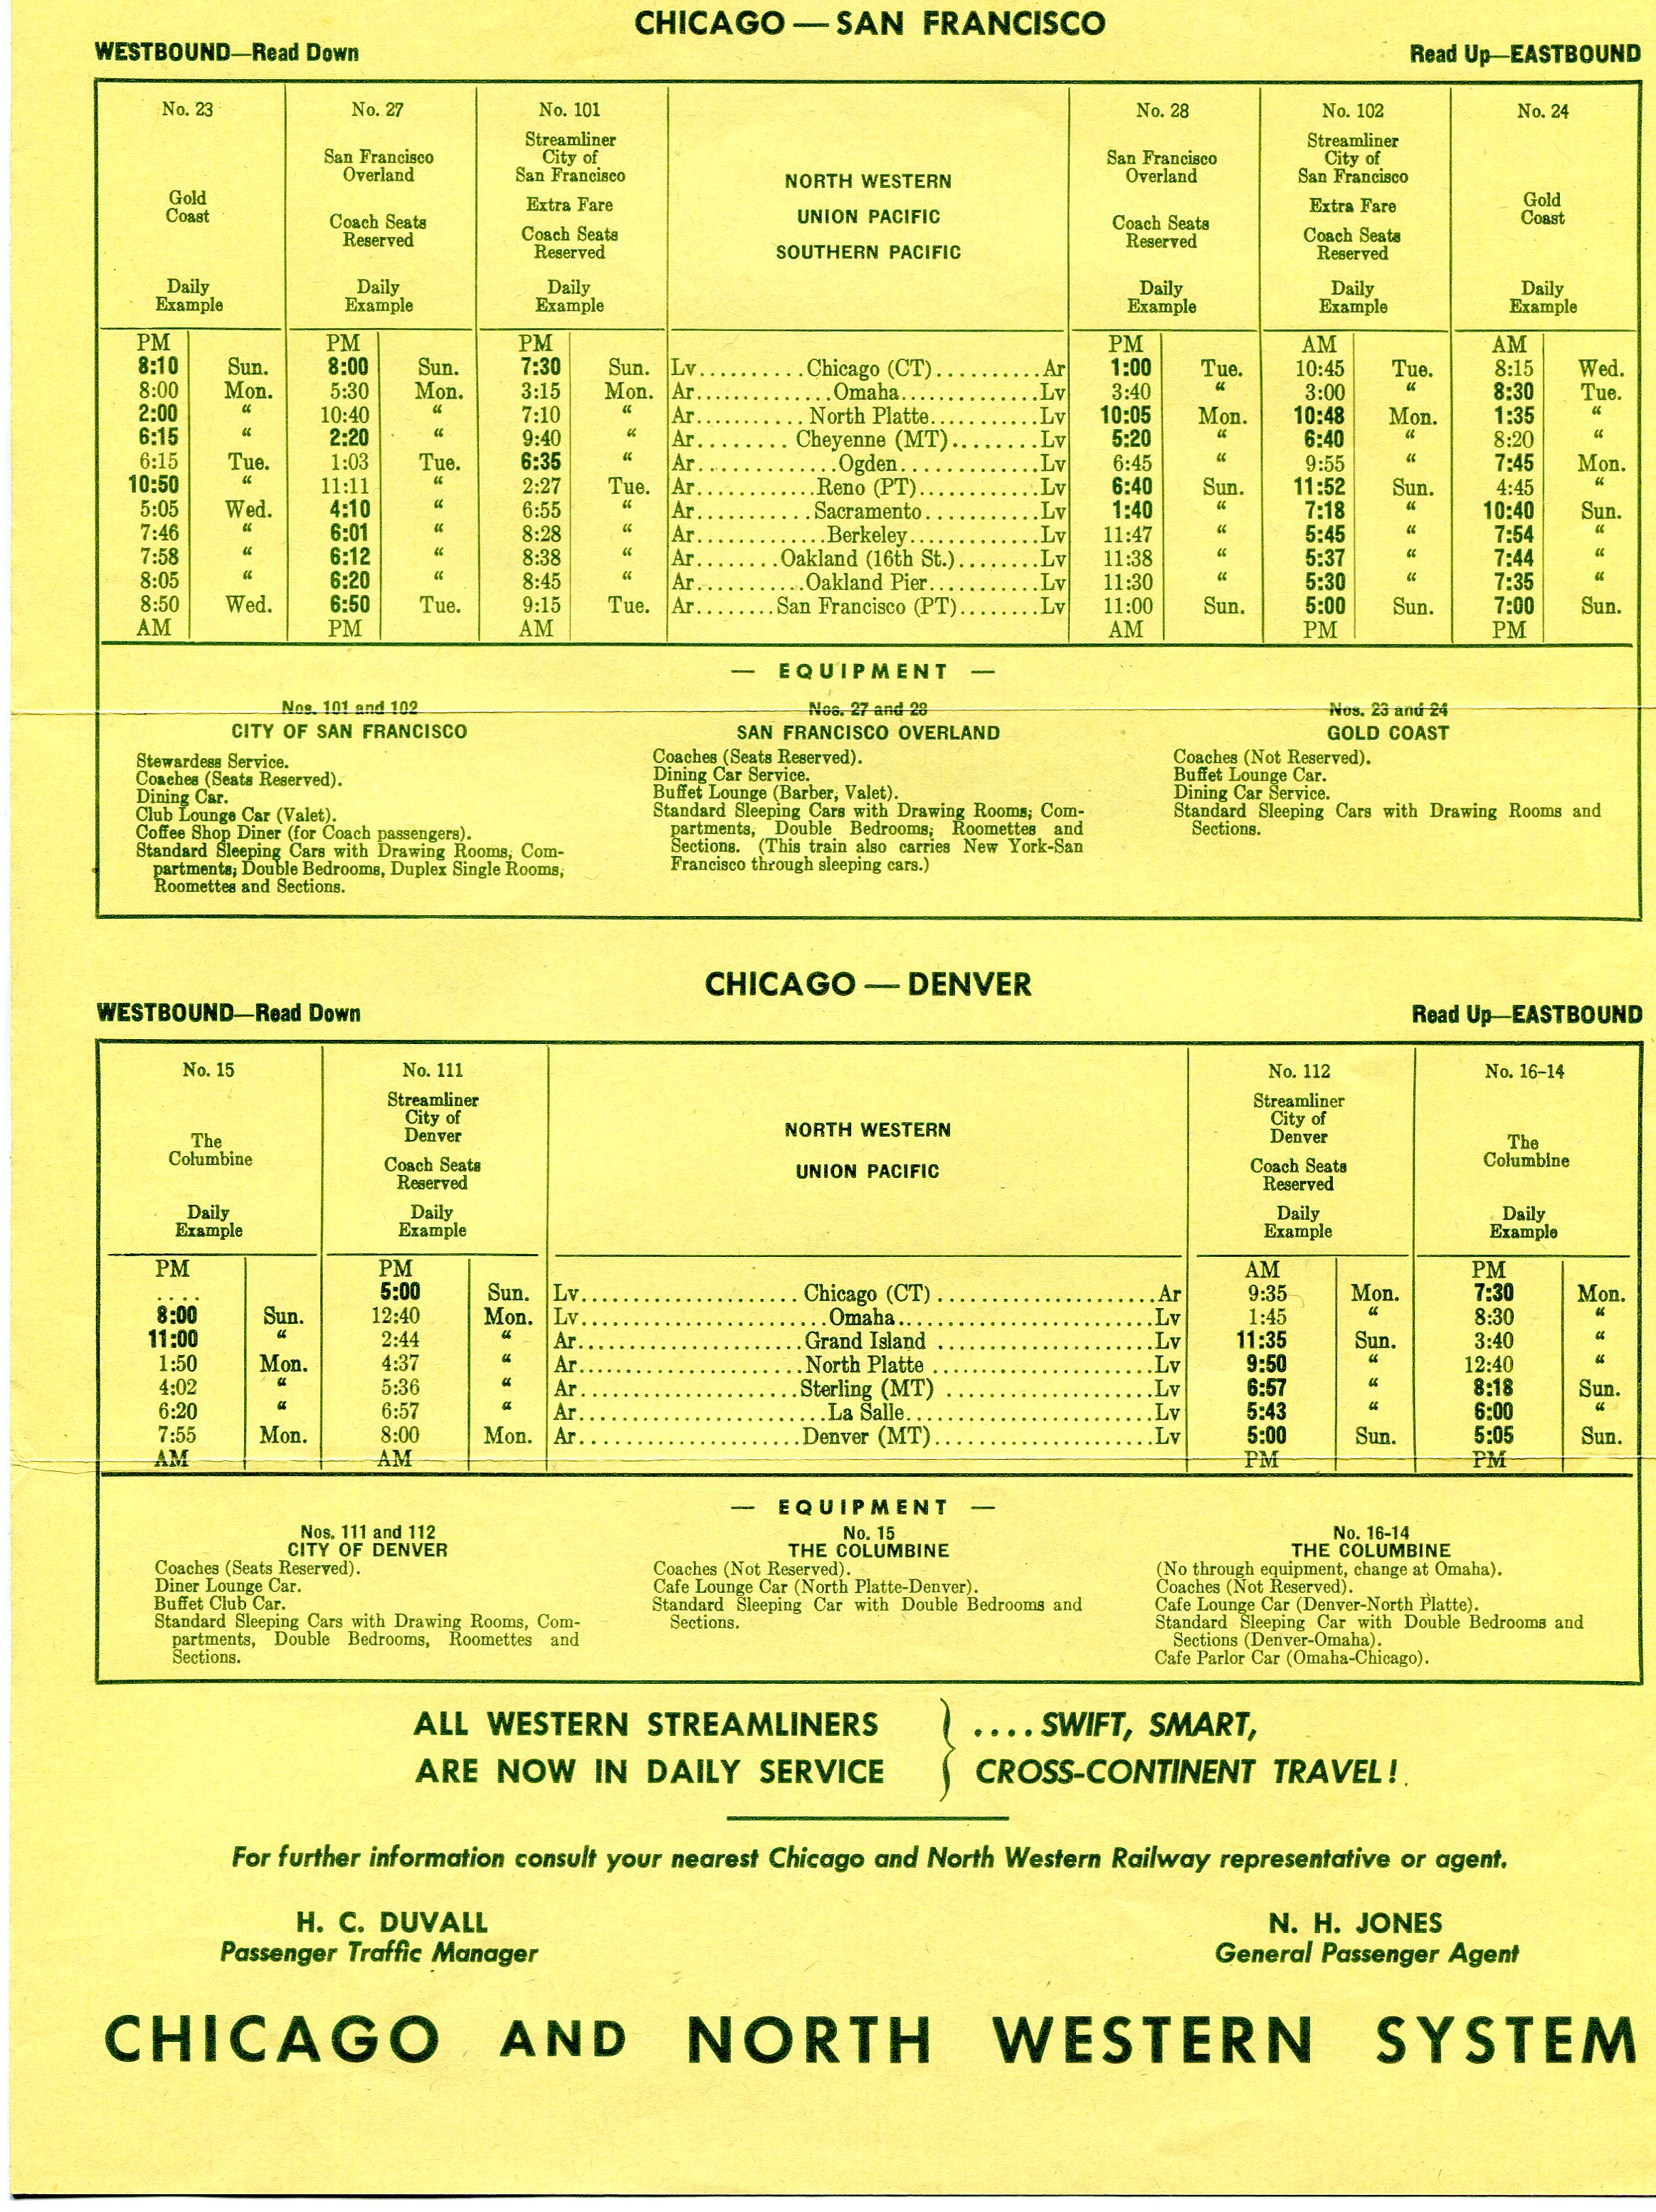 CHICAGO — SAN FRANCISCO
WESTBOUND—Read Down Read Up—EASTBOUND
No. 23 No. 27 No. 101 No. 28 No. 102 No. 24
Gold Coast San Francisco Overland Streamliner City of San Francisco NORTH WESTERN San Francisco Overland Streamliner City of San Francisco Gold Coast
Coach Seats Reserved Extra Fare Coach Seats Reserved UNION PACIFIC Coach Seats Reserved Extra Fare Coach Seats Reserved
SOUTHERN PACIFIC
Daily Example Daily Example Daily Example Daily Example Daily Example Daily Example
PM PM PM PM AM AM
8:10 Sun. 8:00 Sun. 7:30 Sun. Lv..........Chicago (CT)..........Ar 1:00 Tue. 10:45 Tue. 8:15 Wed.
8:00 Mon. 5:30 Mon. 3:15 Mon. Ar.............Omaha.............Lv 3:40 “ 3:00 “ 8:30 Tue.
2:00 “ 10:40 “ 7:10 “ Ar..........North Platte..........Lv 10:05 Mon. 10:48 Mon. 1:35 “
6:15 “ 2:20 “ 9:40 “ Ar........Cheyenne (MT)........Lv 5:20 “ 6:40 “ 8:20 “
6:15 Tue. 1:03 Tue. 6:35 “ Ar.............Ogden.............Lv 6:45 “ 9:55 “ 7:45 Mon.
10:50 “ 11:11 “ 2:27 Tue. Ar...........Reno (PT)...........Lv 6:40 Sun. 11:52 Sun. 4:45 “
5:05 Wed. 4:10 “ 6:55 “ Ar...........Sacramento...........Lv 1:40 “ 7:18 “ 10:40 Sun.
7:46 “ 6:01 “ 8:28 “ Ar............Berkeley............Lv 11:47 “ 5:45 “ 7:54 “
7:58 “ 6:12 “ 8:38 “ Ar.......Oakland (16th St.).......Lv 11:38 “ 5:37 “ 7:44 “
8:05 “ 6:20 “ 8:45 “ Ar..........Oakland Pier..........Lv 11:30 “ 5:30 “ 7:35 “
8:50 Wed. 6:50 Tue. 9:15 Tue. Ar.......San Francisco (PT).......Lv 11:00 Sun. 5:00 Sun. 7:00 Sun.
AM PM AM AM PM PM
— EQUIPMENT —
Nos. 101 and 102
CITY OF SAN FRANCISCO
Stewardess Service.
Coaches (Seats Reserved).
Dining Car.
Club Lounge Car (Valet).
Coffee Shop Diner (for Coach passengers).
Standard Sleeping Cars with Drawing Rooms, Com-
partments, Double Bedrooms, Duplex Single Rooms,
Roomettes and Sections.
Nos. 27 and 28
SAN FRANCISCO OVERLAND
Coaches (Seats Reserved).
Dining Car Service.
Buffet Lounge (Barber, Valet).
Standard Sleeping Cars with Drawing Rooms; Com-
partments, Double Bedrooms; Roomettes and
Sections. (This train also carries New York-San
Francisco through sleeping cars.)
Nos. 23 and 24
GOLD COAST
Coaches (Not Reserved).
Buffet Lounge Car.
Dining Car Service.
Standard Sleeping Cars with Drawing Rooms and
Sections.
CHICAGO — DENVER
WESTBOUND—Read Down Read Up—EASTBOUND
No. 15 No. 111 No. 112 No. 16-14
The Columbine Streamliner City of Denver NORTH WESTERN Streamliner City of Denver The Columbine
Coach Seats Reserved UNION PACIFIC Coach Seats Reserved
Daily Example Daily Example Daily Example Daily Example
PM PM AM PM
.... 5:00 Sun. Lv....................Chicago (CT)....................Ar 9:35 Mon. 7:30 Mon.
8:00 Sun. 12:40 Mon. Lv.......................Omaha.......................Lv 1:45 “ 8:30 “
11:00 “ 2:44 “ Ar....................Grand Island....................Lv 11:35 Sun. 3:40 “
1:50 Mon. 4:37 “ Ar....................North Platte....................Lv 9:50 “ 12:40 “
4:02 “ 5:36 “ Ar....................Sterling (MT)....................Lv 6:57 “ 8:18 Sun.
6:20 “ 6:57 “ Ar......................La Salle......................Lv 5:43 “ 6:00 “
7:55 Mon. 8:00 Mon. Ar....................Denver (MT)....................Lv 5:00 Sun. 5:05 Sun.
AM AM PM PM
— EQUIPMENT —
Nos. 111 and 112
CITY OF DENVER
Coaches (Seats Reserved).
Diner Lounge Car.
Buffet Club Car.
Standard Sleeping Cars with Drawing Rooms, Com-
partments, Double Bedrooms, Roomettes and
Sections.
No. 15
THE COLUMBINE
Coaches (Not Reserved).
Cafe Lounge Car (North Platte-Denver).
Standard Sleeping Car with Double Bedrooms and
Sections.
No. 16-14
THE COLUMBINE
(No through equipment, change at Omaha).
Coaches (Not Reserved).
Cafe Lounge Car (Denver-North Platte).
Standard Sleeping Car with Double Bedrooms and
Sections (Denver-Omaha).
Cafe Parlor Car (Omaha-Chicago).
ALL WESTERN STREAMLINERS ....SWIFT, SMART,
ARE NOW IN DAILY SERVICE CROSS-CONTINENT TRAVEL!
For further information consult your nearest Chicago and North Western Railway representative or agent.
H. C. DUVALL N. H. JONES
Passenger Traffic Manager General Passenger Agent
CHICAGO AND NORTH WESTERN SYSTEM